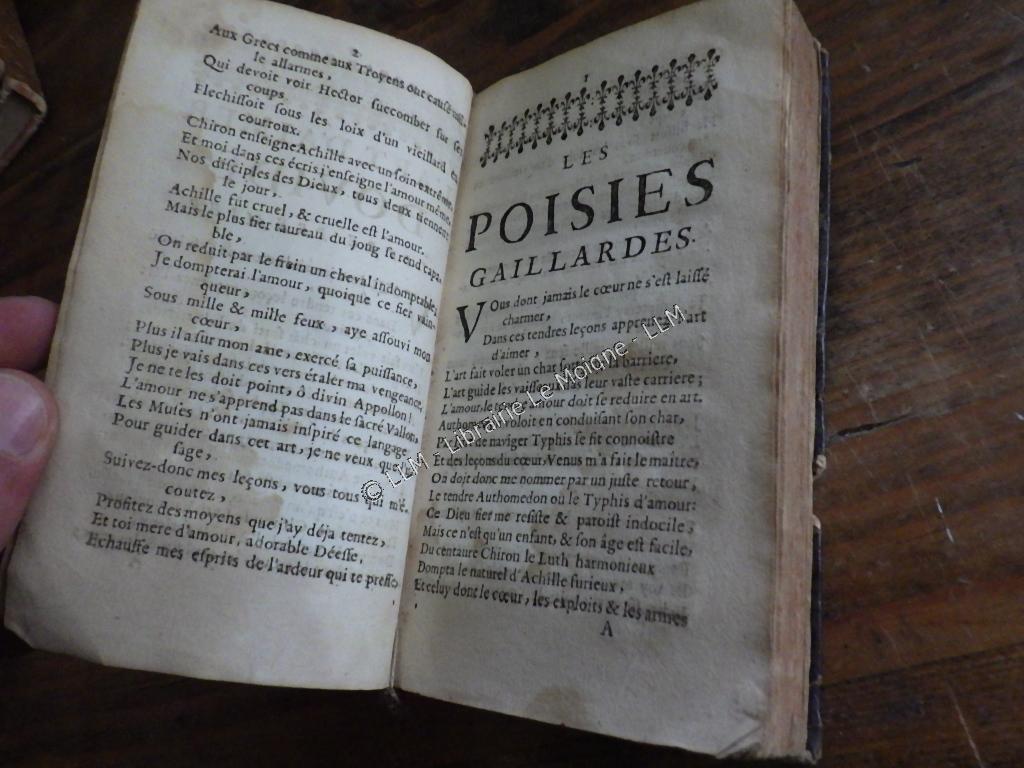 2
Aux Grecs comme aux Troyens ont causé
le allarmes,
Qui devoit voir Hector succomber sur ses
coups.
Flechissoit sous les loix d'un vieillard en
courroux.
Chiron enseigne Achille avec un soin extrême,
Et moi dans ces écris, j'enseigne l'amour même,
Nos disciples des Dieux, tous deux tiennent
le jour,
Achille fut cruel, & cruelle est l'amour.
Mais le plus fier taureau du joug se rend capa-
ble,
On reduit par le frein un cheval indomptable,
Je dompterai l'amour, quoique ce fier vain-
queur,
Sous mille & mille feux, aye assouvi mon
cœur,
Plus il a sur mon ame, exercé sa puissance,
Plus je vais dans ces vers étaler ma vengeance,
Je ne te les doit point, ô divin Appollon!
L'amour ne s'apprend pas dans le sacré Vallon,
Les Muses n'ont jamais inspiré ce langage,
Pour guider dans cet art, je ne veux que
sage,
Suivez-donc mes leçons, vous tous qui m'é-
coutez,
Profitez des moyens que j'ay déja tentez,
Et toi mere d'amour, adorable Déesse,
Echauffe mes esprits de l'ardeur qui te presse,
1
LES
POISIES
GAILLARDES.
VOus dont jamais le cœur ne s'est laissé
charmer,
Dans ces tendres leçons apprenez l'art
d'aimer,
L'art fait voler un char barriere,
L'art guide les vaisseaux pas leur vaste carriere;
L'amour, le tendre amour doit se reduire en art.
Authomedon voloit en conduisant son char,
de naviger Typhis se fit connoistre
Et des leçons du cœur, Venus m'a fait le maitre,
On doit donc me nommer par un juste retour,
Le tendre Authomedon où le Typhis d'amour:
Ce Dieu fier me resiste & paroist indocile;
Mais ce n'est qu'un enfant, & son âge est facile,
Du centaure Chiron le Luth harmonieux
Dompta le naturel d'Achille furieux,
Et celuy dont le cœur, les exploits & les armes
A
© LLM - Librairie Le Moigne - LLM